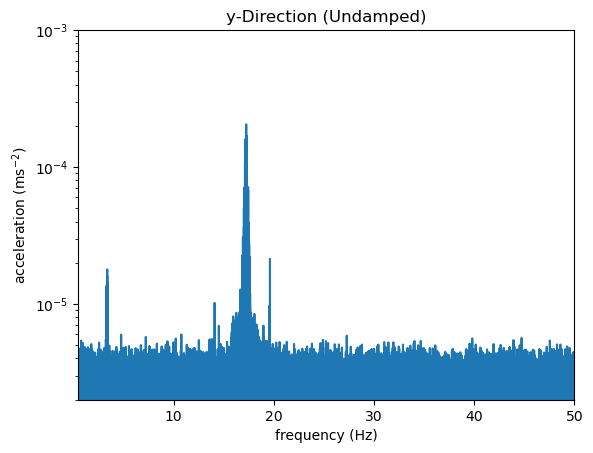 y-Direction (Undamped)
10⁻³
10⁻⁴
10⁻⁵
acceleration (ms⁻²)
10 20 30 40 50
frequency (Hz)